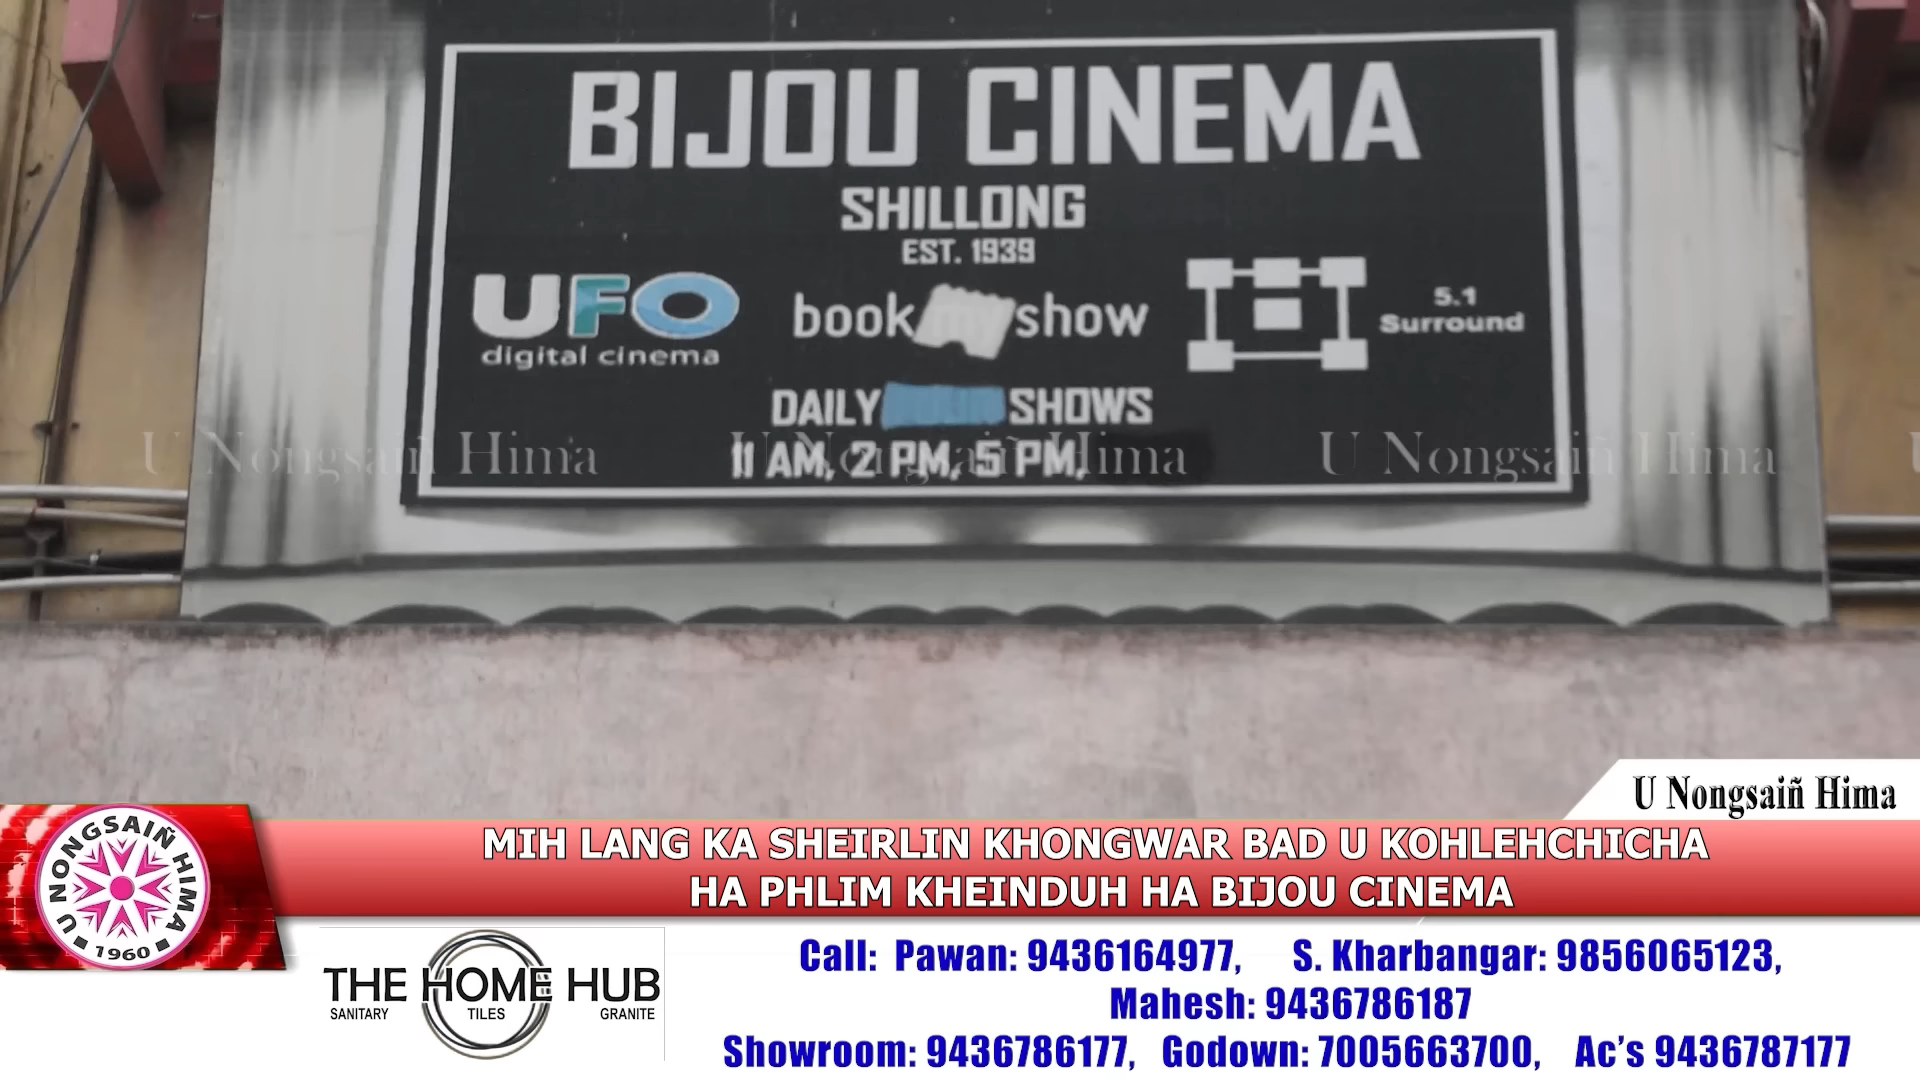 BIJOU CINEMA
SHILLONG
EST. 1939
UFO
digital cinema
bookmyshow
5.1
Surround
DAILY SHOWS
11 AM, 2 PM, 5 PM,
U Nongsaiñ Hima
U Nongsaiñ Hima
U Nongsaiñ Hima
U Nongsaiñ Hima
U NONGSAIÑ HIMA
1960
MIH LANG KA SHEIRLIN KHONGWAR BAD U KOHLEHCHICHA
HA PHLIM KHEINDUH HA BIJOU CINEMA
THE HOME HUB
SANITARY TILES GRANITE
Call: Pawan: 9436164977, S. Kharbangar: 9856065123,
Mahesh: 9436786187
Showroom: 9436786177, Godown: 7005663700, Ac's 9436787177